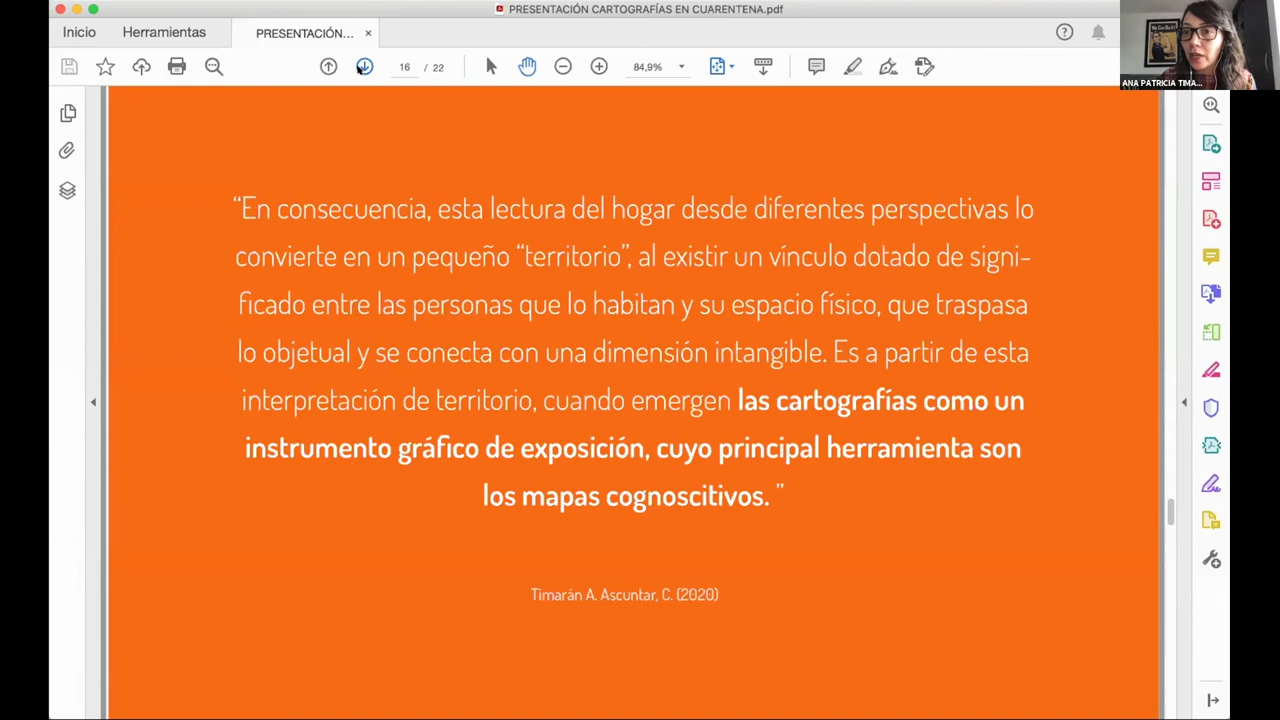 PRESENTACIÓN CARTOGRAFÍAS EN CUARENTENA.pdf
Inicio
Herramientas
PRESENTACIÓN...
16 / 22
84,9%
We Can Do It!
ANA PATRICIA TIMA...
“En consecuencia, esta lectura del hogar desde diferentes perspectivas lo
convierte en un pequeño “territorio”, al existir un vínculo dotado de signi-
ficado entre las personas que lo habitan y su espacio físico, que traspasa
lo objetual y se conecta con una dimensión intangible. Es a partir de esta
interpretación de territorio, cuando emergen las cartografías como un
instrumento gráfico de exposición, cuyo principal herramienta son
los mapas cognoscitivos. ”
Timarán A. Ascuntar, C. (2020)